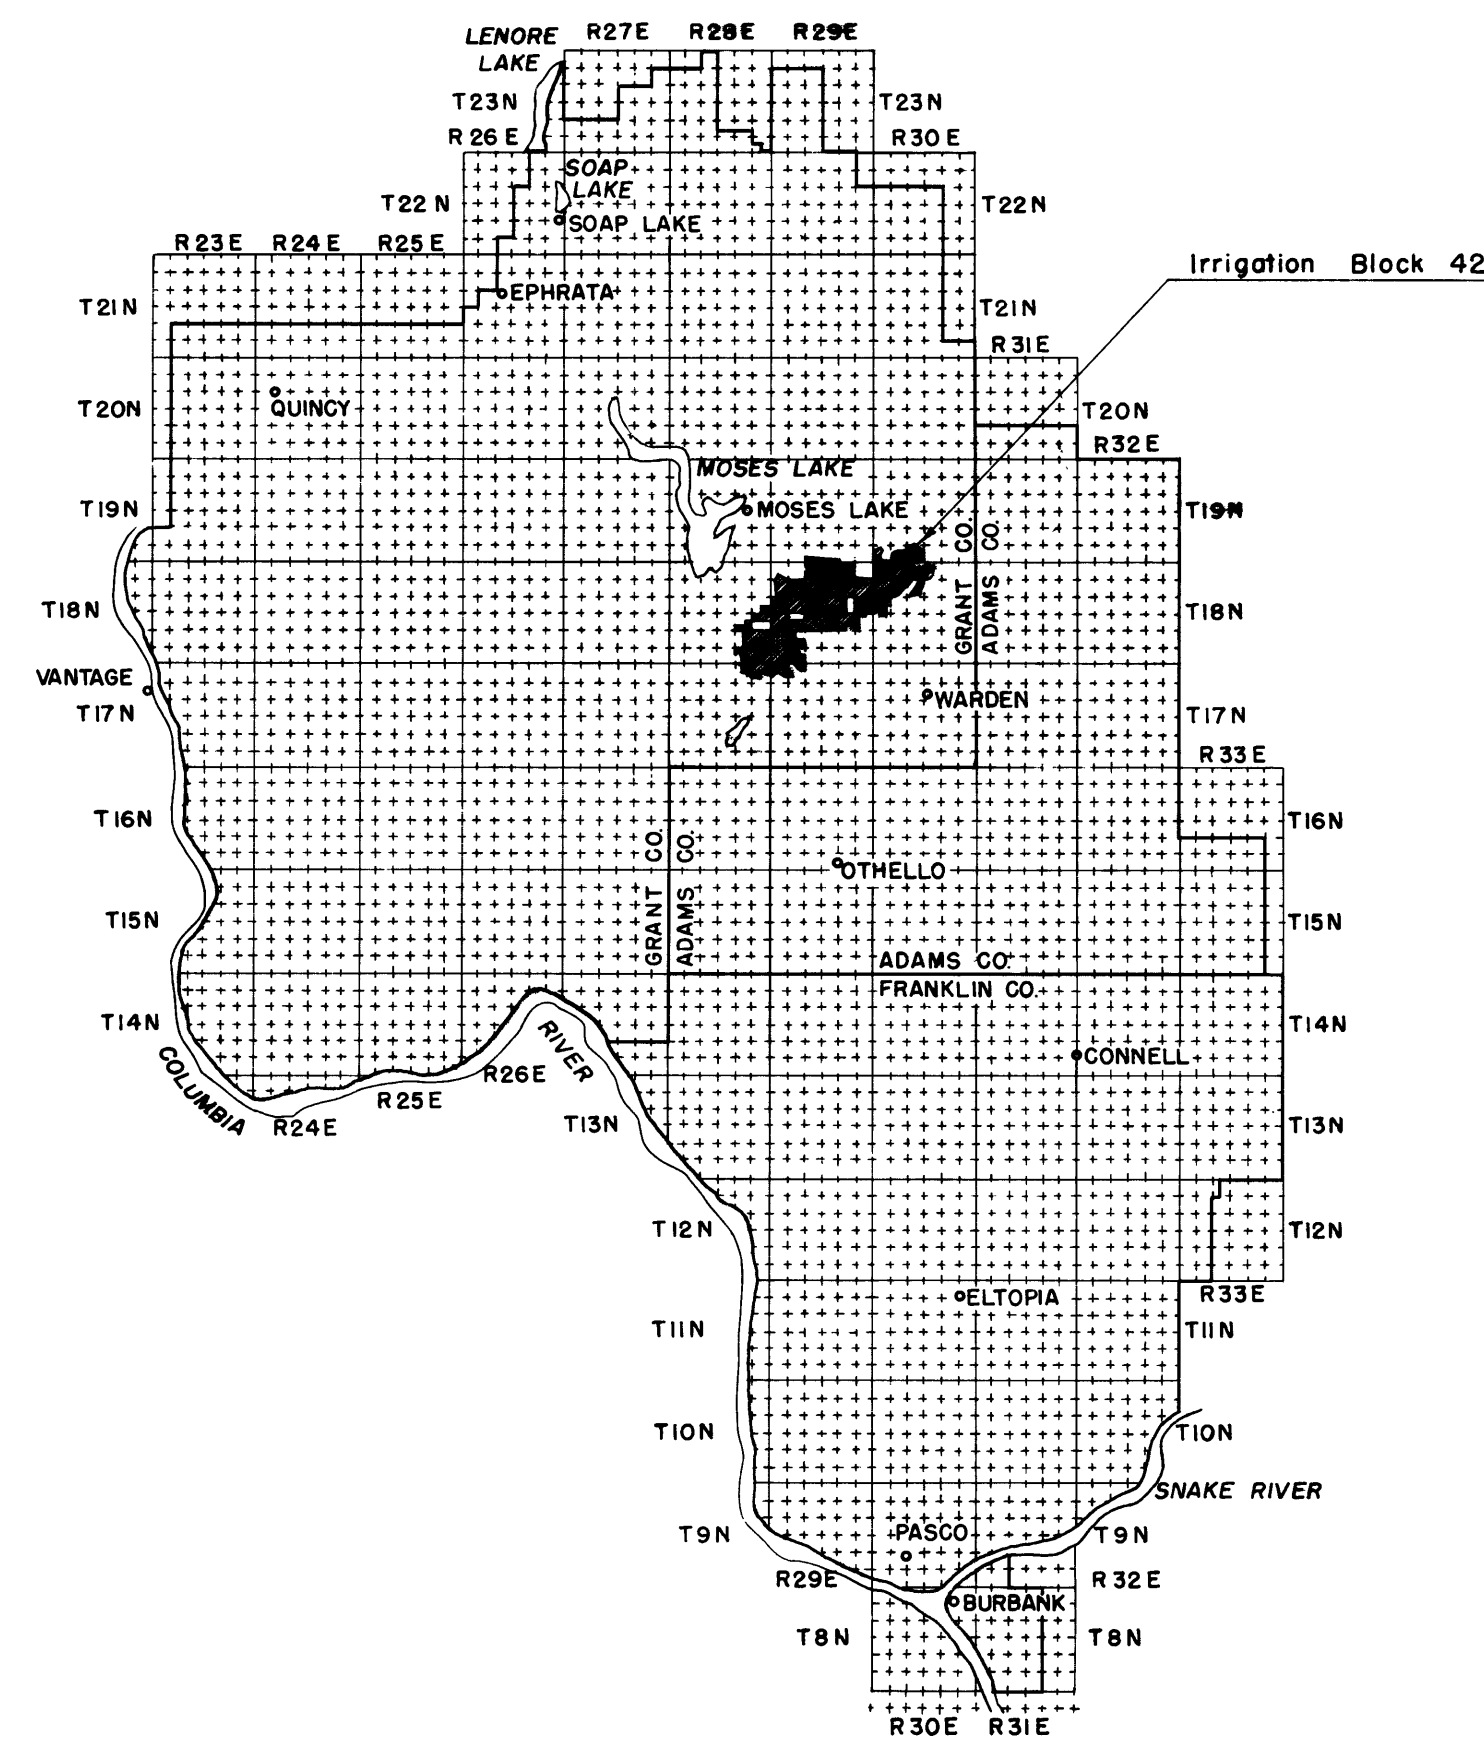 LENORE
LAKE
R27E
R28E
R29E
T23N
T23N
R26E
R30E
SOAP
LAKE
T22N
SOAP LAKE
T22N
R23E
R24E
R25E
Irrigation Block 42
T21N
EPHRATA
T21N
R31E
T20N
QUINCY
T20N
R32E
MOSES LAKE
T19N
MOSES LAKE
T19N
GRANT CO.
ADAMS CO.
T18N
T18N
VANTAGE
WARDEN
T17N
T17N
R33E
T16N
T16N
GRANT CO.
ADAMS CO.
OTHELLO
T15N
T15N
ADAMS CO.
FRANKLIN CO.
T14N
T14N
COLUMBIA
RIVER
CONNELL
R26E
R25E
R24E
T13N
T13N
T12N
T12N
ELTOPIA
R33E
T11N
T11N
T10N
T10N
SNAKE RIVER
T9N
PASCO
T9N
R29E
R32E
BURBANK
T8N
T8N
R30E
R31E